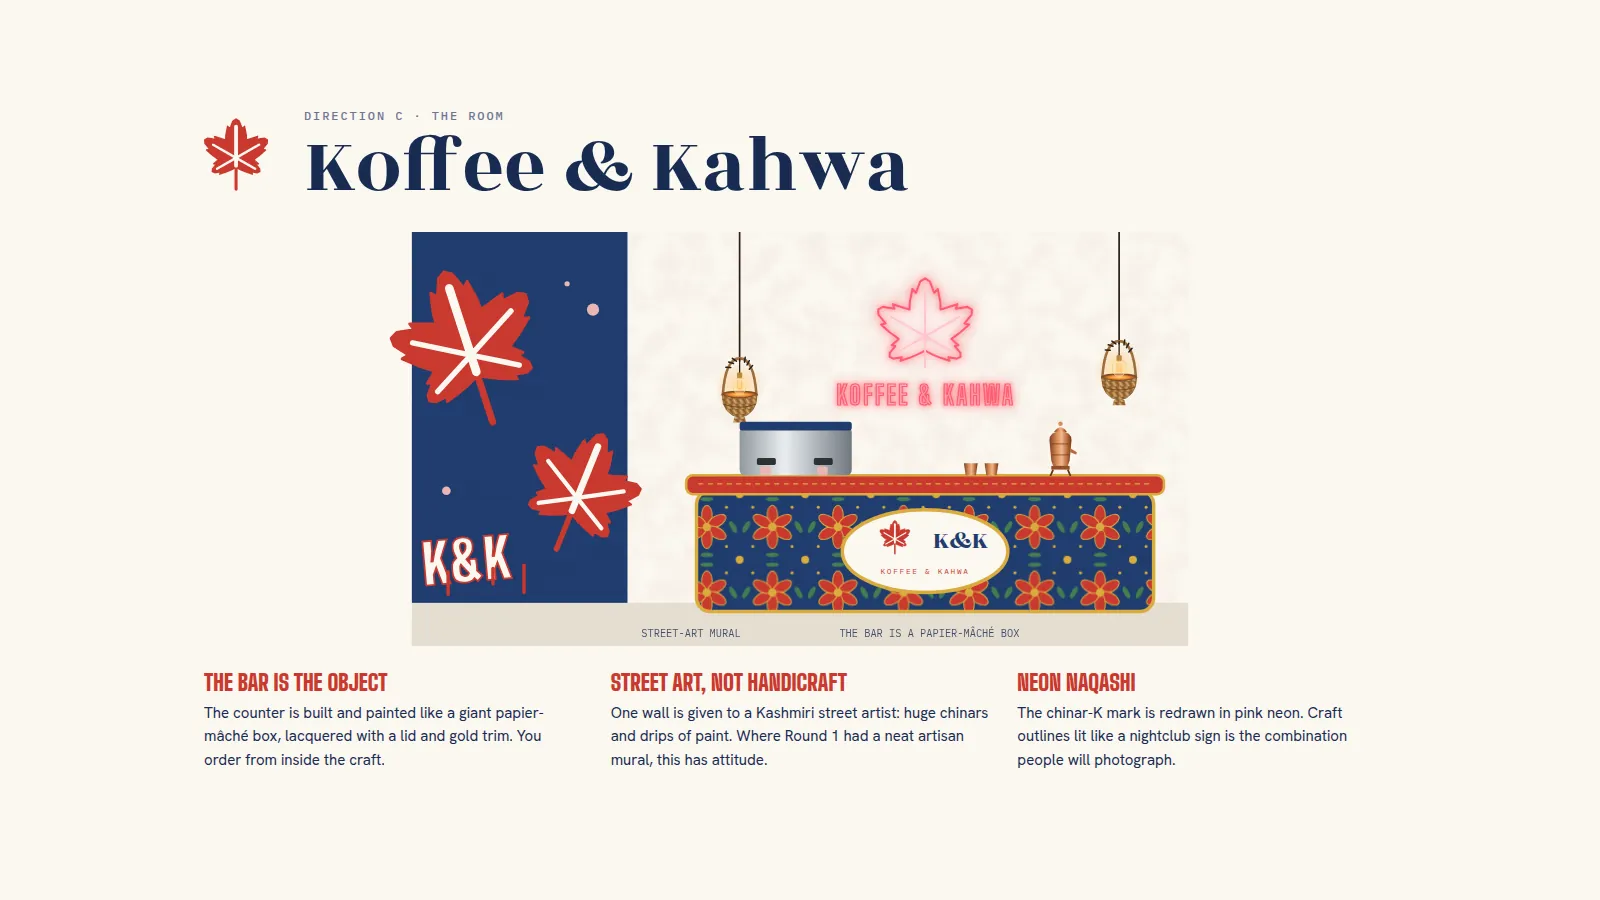 DIRECTION C · THE ROOM
Koffee & Kahwa
KOFFEE & KAHWA
K&K
K&K
KOFFEE & KAHWA
STREET-ART MURAL
THE BAR IS A PAPIER-MÂCHÉ BOX
THE BAR IS THE OBJECT
The counter is built and painted like a giant papier-
mâché box, lacquered with a lid and gold trim. You
order from inside the craft.
STREET ART, NOT HANDICRAFT
One wall is given to a Kashmiri street artist: huge chinars
and drips of paint. Where Round 1 had a neat artisan
mural, this has attitude.
NEON NAQASHI
The chinar-K mark is redrawn in pink neon. Craft
outlines lit like a nightclub sign is the combination
people will photograph.